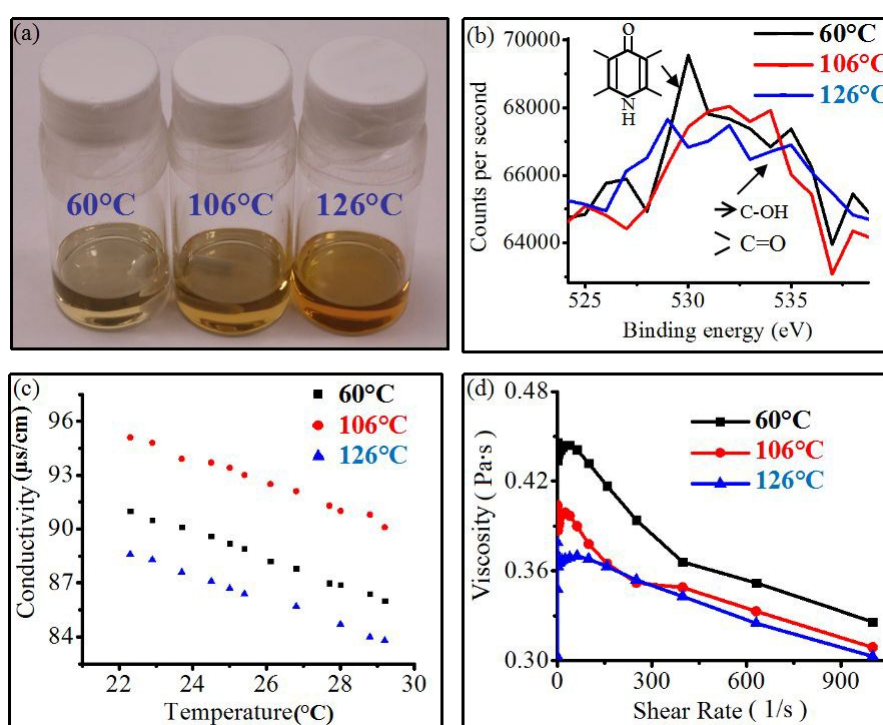 (a)
60°C 106°C 126°C
(b)
70000
68000
66000
64000
Counts per second
O
N
H
60°C
106°C
126°C
C-OH
C=O
525 530 535
Binding energy (eV)
(c)
96
93
90
87
84
Conductivity (μs/cm)
60°C
106°C
126°C
22 24 26 28 30
Temperature(°C)
(d)
0.48
0.42
0.36
0.30
Viscosity ( Pa·s )
60°C
106°C
126°C
0 300 600 900
Shear Rate ( 1/s )